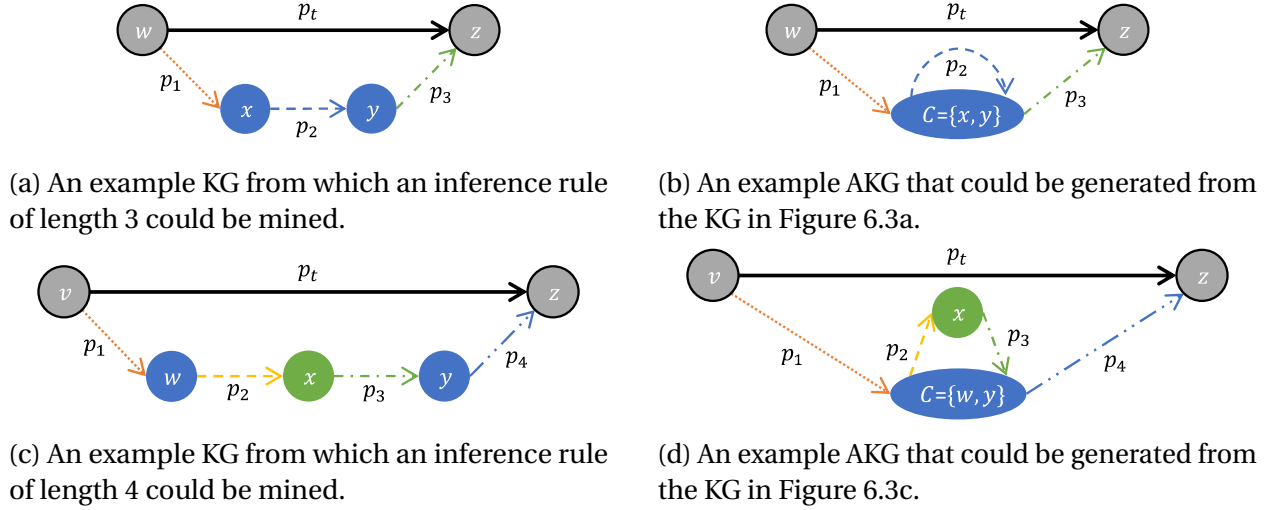 p_t
w
z
p_1
x
p_2
y
p_3
(a) An example KG from which an inference rule
of length 3 could be mined.
p_t
w
z
p_2
p_1
p_3
C={x, y}
(b) An example AKG that could be generated from
the KG in Figure 6.3a.
p_t
v
z
p_1
p_4
w
x
y
p_2
p_3
(c) An example KG from which an inference rule
of length 4 could be mined.
p_t
v
z
x
p_1
p_2
p_3
p_4
C={w, y}
(d) An example AKG that could be generated from
the KG in Figure 6.3c.